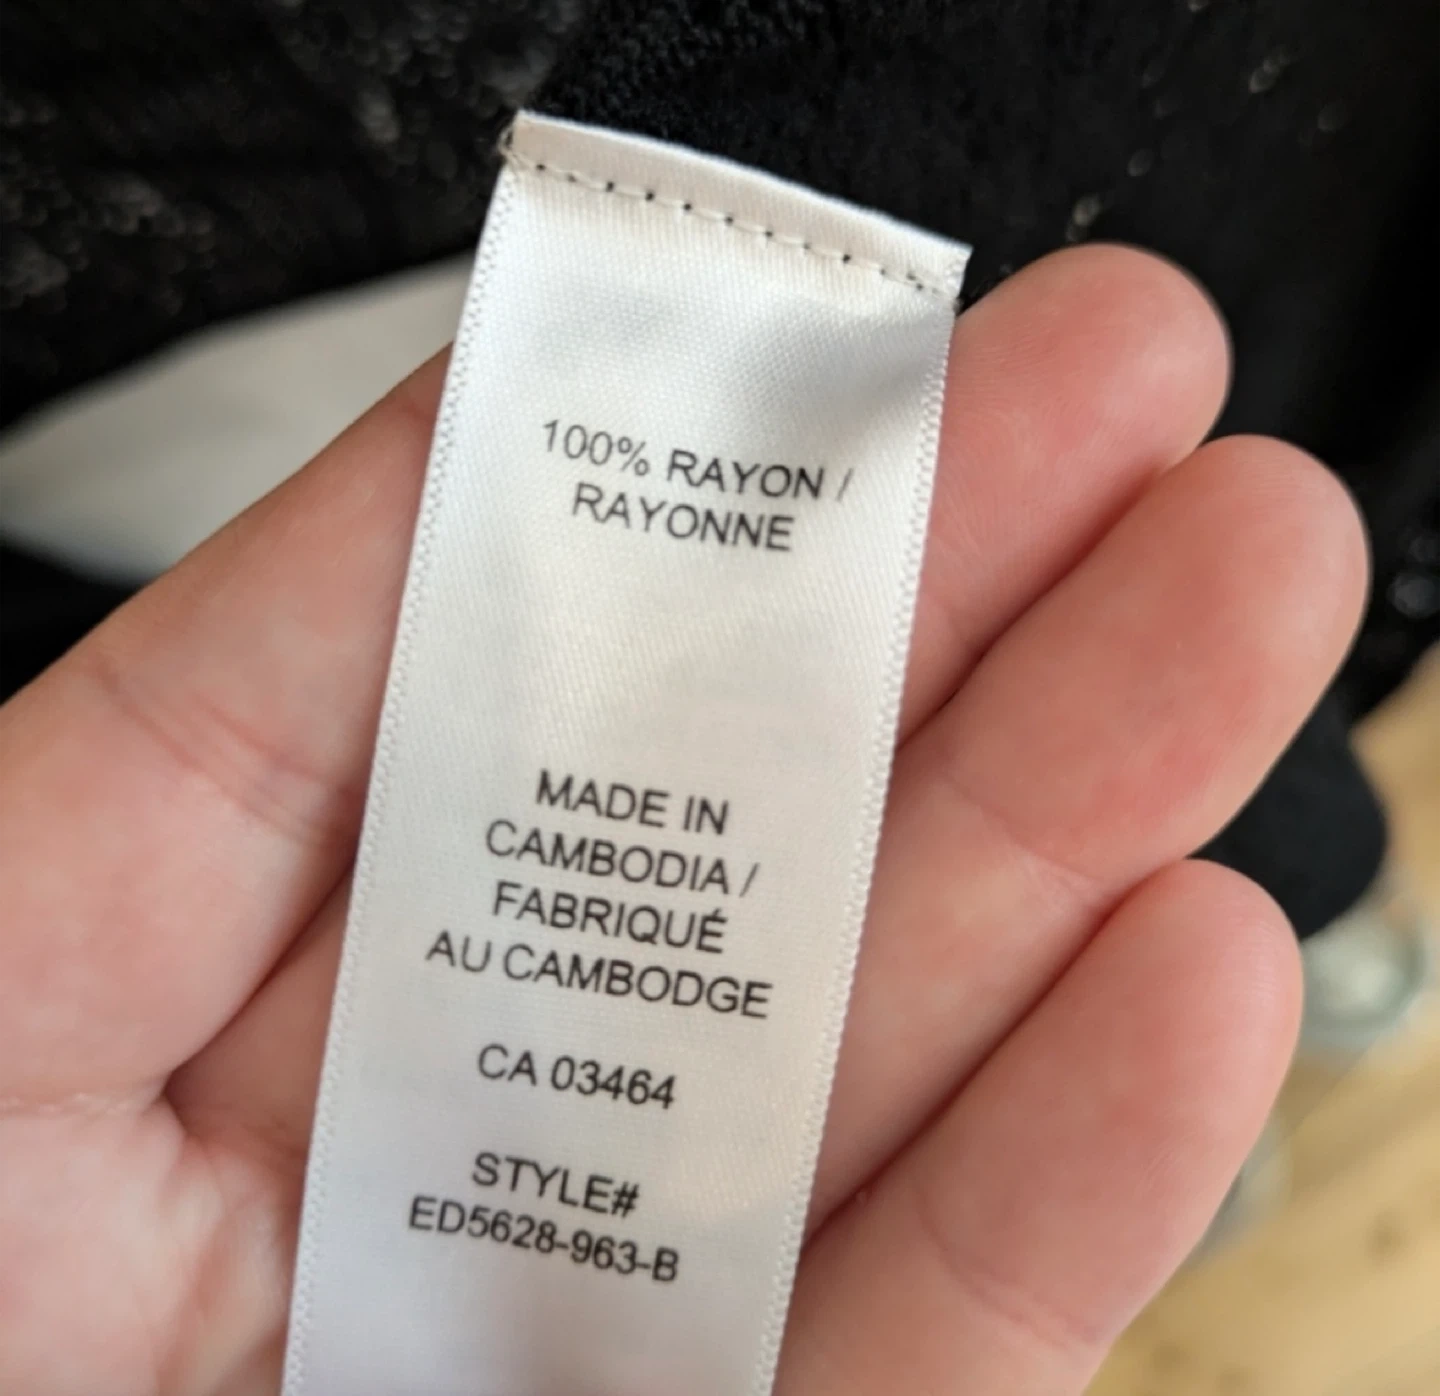 100% RAYON /
RAYONNE
MADE IN
CAMBODIA /
FABRIQUÉ
AU CAMBODGE
CA 03464
STYLE#
ED5628-963-B